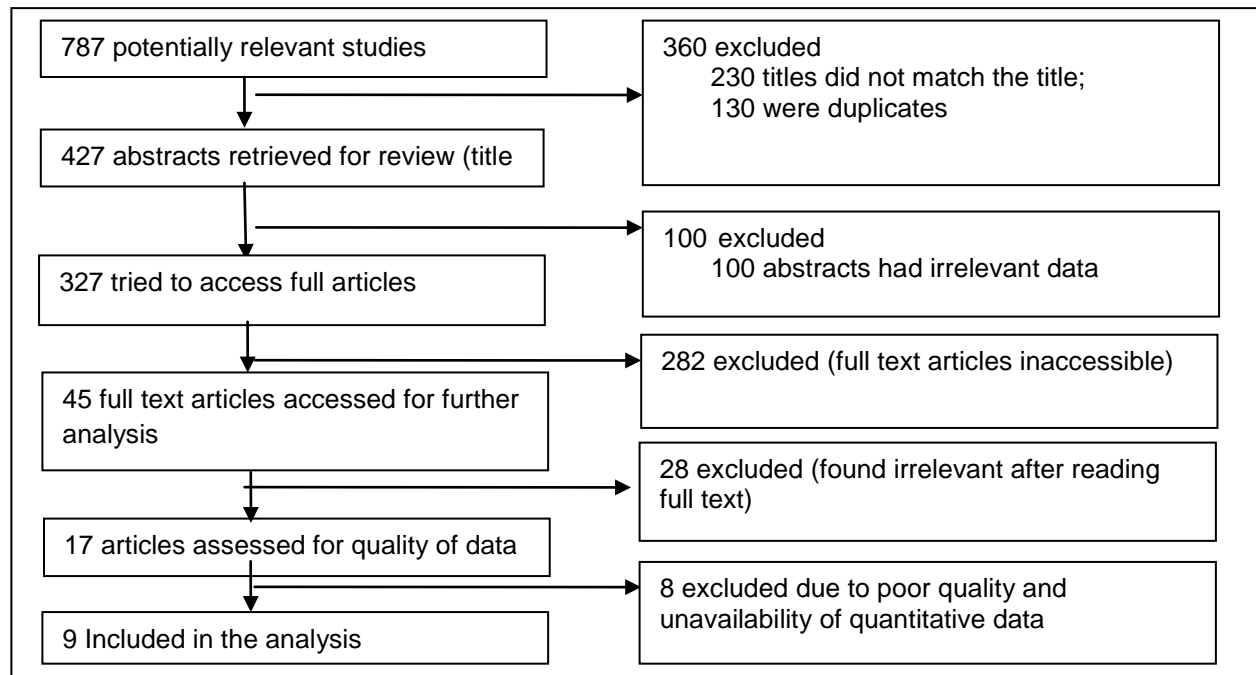 787 potentially relevant studies
360 excluded
230 titles did not match the title;
130 were duplicates
427 abstracts retrieved for review (title
100 excluded
100 abstracts had irrelevant data
327 tried to access full articles
282 excluded (full text articles inaccessible)
45 full text articles accessed for further
analysis
28 excluded (found irrelevant after reading
full text)
17 articles assessed for quality of data
8 excluded due to poor quality and
unavailability of quantitative data
9 Included in the analysis